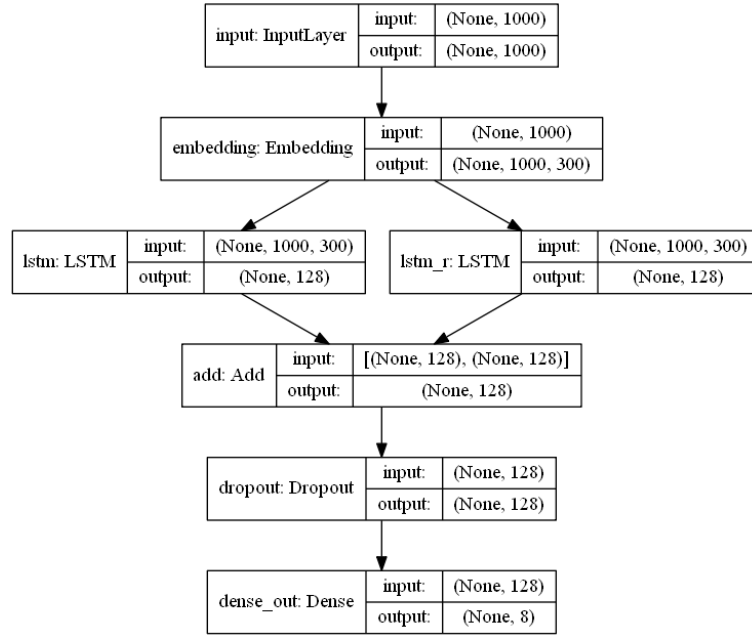 input: InputLayer
input:
(None, 1000)
output:
(None, 1000)
embedding: Embedding
input:
(None, 1000)
output:
(None, 1000, 300)
lstm: LSTM
input:
(None, 1000, 300)
output:
(None, 128)
lstm_r: LSTM
input:
(None, 1000, 300)
output:
(None, 128)
add: Add
input:
[(None, 128), (None, 128)]
output:
(None, 128)
dropout: Dropout
input:
(None, 128)
output:
(None, 128)
dense_out: Dense
input:
(None, 128)
output:
(None, 8)